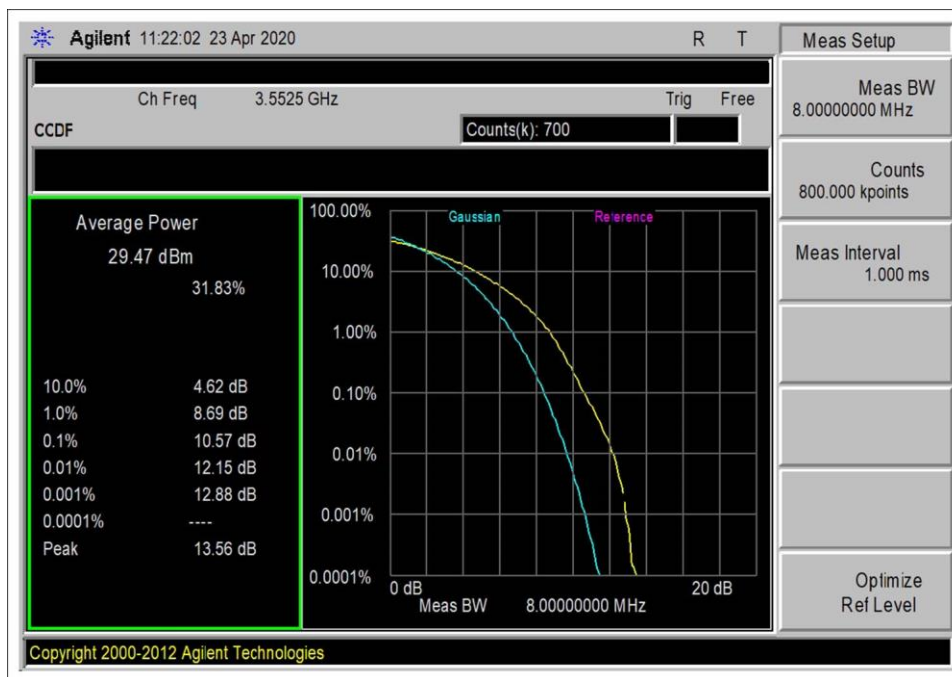 Agilent 11:22:02 23 Apr 2020 R T
Meas Setup
Ch Freq 3.5525 GHz Trig Free
CCDF Counts(k): 700
Meas BW
8.00000000 MHz
Counts
800.000 kpoints
Meas Interval
1.000 ms
Optimize
Ref Level
Average Power
29.47 dBm
31.83%
10.0% 4.62 dB
1.0% 8.69 dB
0.1% 10.57 dB
0.01% 12.15 dB
0.001% 12.88 dB
0.0001% ----
Peak 13.56 dB
Gaussian Reference
100.00%
10.00%
1.00%
0.10%
0.01%
0.001%
0.0001%
0 dB 20 dB
Meas BW 8.00000000 MHz
Copyright 2000-2012 Agilent Technologies